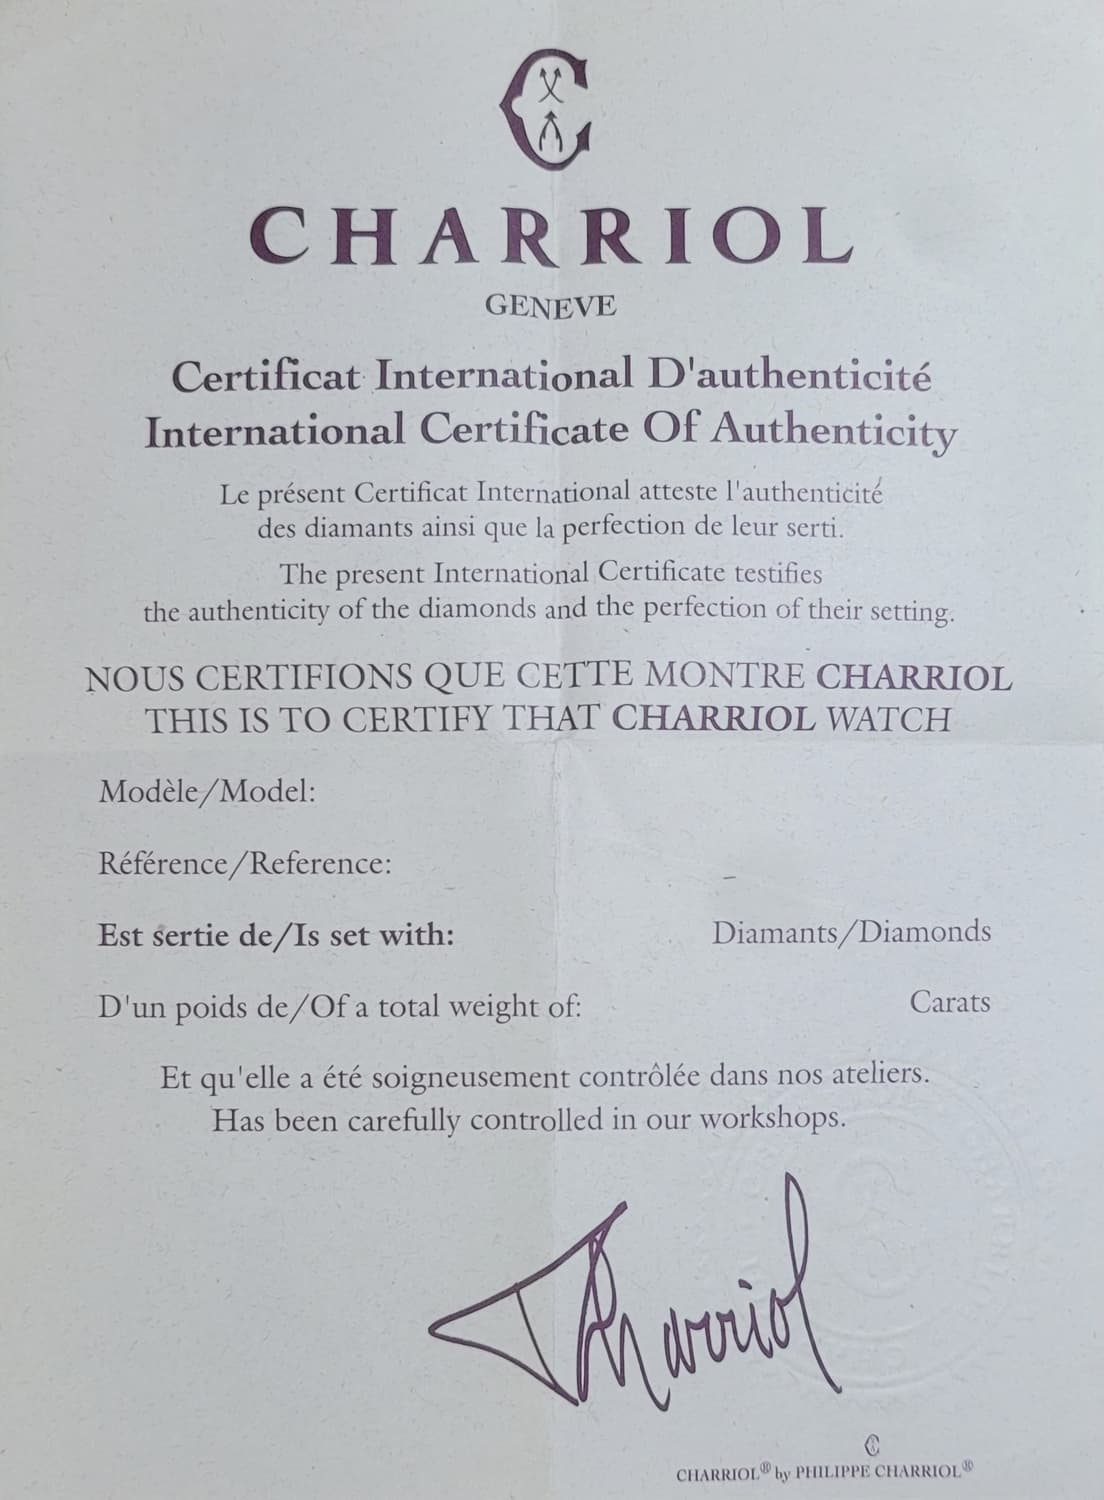 CHARRIOL
GENEVE
Certificat International D'authenticité
International Certificate Of Authenticity
Le présent Certificat International atteste l'authenticité
des diamants ainsi que la perfection de leur serti.
The present International Certificate testifies
the authenticity of the diamonds and the perfection of their setting.
NOUS CERTIFIONS QUE CETTE MONTRE CHARRIOL
THIS IS TO CERTIFY THAT CHARRIOL WATCH
Modèle/Model:
Référence/Reference:
Est sertie de/Is set with: Diamants/Diamonds
D'un poids de/Of a total weight of: Carats
Et qu'elle a été soigneusement contrôlée dans nos ateliers.
Has been carefully controlled in our workshops.
Charriol
CHARRIOL® by PHILIPPE CHARRIOL®